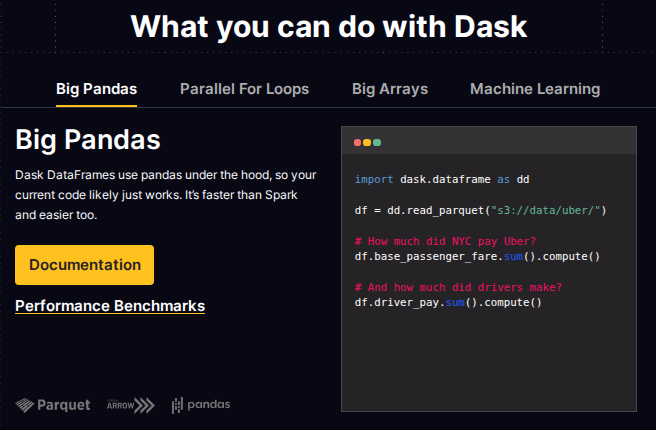 What you can do with Dask
Big Pandas
Parallel For Loops
Big Arrays
Machine Learning
Big Pandas
Dask DataFrames use pandas under the hood, so your
current code likely just works. It's faster than Spark
and easier too.
Documentation
Performance Benchmarks
Parquet
ARROW
pandas
import dask.dataframe as dd
df = dd.read_parquet("s3://data/uber/")
# How much did NYC pay Uber?
df.base_passenger_fare.sum().compute()
# And how much did drivers make?
df.driver_pay.sum().compute()